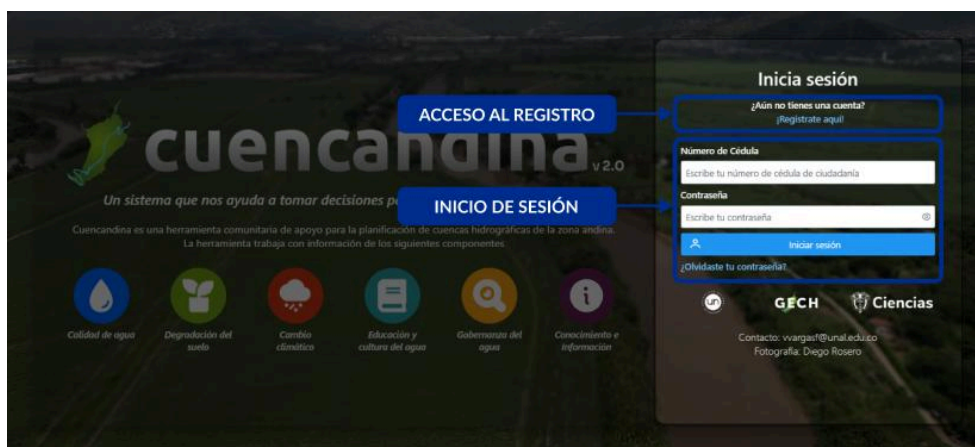 Inicia sesión
¿Aún no tienes una cuenta?
¡Registrate aquí!
ACCESO AL REGISTRO
cuencandina v 2.0
Número de Cédula
Escribe tu número de cédula de ciudadanía
Contraseña
Escribe tu contraseña
Un sistema que nos ayuda a tomar decisiones
INICIO DE SESIÓN
Cuencandina es una herramienta comunitaria de apoyo para la planificación de cuencas hidrográficas de la zona andina.
La herramienta trabaja con información de los siguientes componentes.
Iniciar sesión
¿Olvidaste tu contraseña?
Calidad de agua
Degradación del
suelo
Cambio
climático
Educación y
cultura del agua
Gobernanza del
agua
Conocimiento e
información
un
GECH
Ciencias
Contacto: vvargasf@unal.edu.co
Fotografía: Diego Rosero